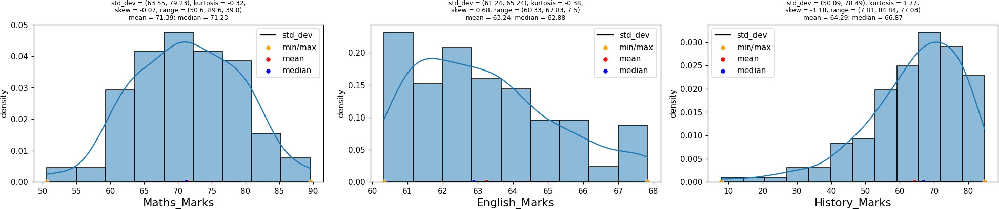 std_dev = (63.55, 79.23); kurtosis = -0.32;
skew = -0.07; range = (50.6, 89.6, 39.0)
mean = 71.39; median = 71.23
0.05
0.04
0.03
0.02
0.01
0.00
density
std_dev
min/max
mean
median
50 55 60 65 70 75 80 85 90
Maths_Marks
std_dev = (61.24, 65.24); kurtosis = -0.38;
skew = 0.68; range = (60.33, 67.83, 7.5)
mean = 63.24; median = 62.88
0.20
0.15
0.10
0.05
0.00
density
std_dev
min/max
mean
median
60 61 62 63 64 65 66 67 68
English_Marks
std_dev = (50.09, 78.49); kurtosis = 1.77;
skew = -1.18; range = (7.81, 84.84, 77.03)
mean = 64.29; median = 66.87
0.030
0.025
0.020
0.015
0.010
0.005
0.000
density
std_dev
min/max
mean
median
10 20 30 40 50 60 70 80
History_Marks